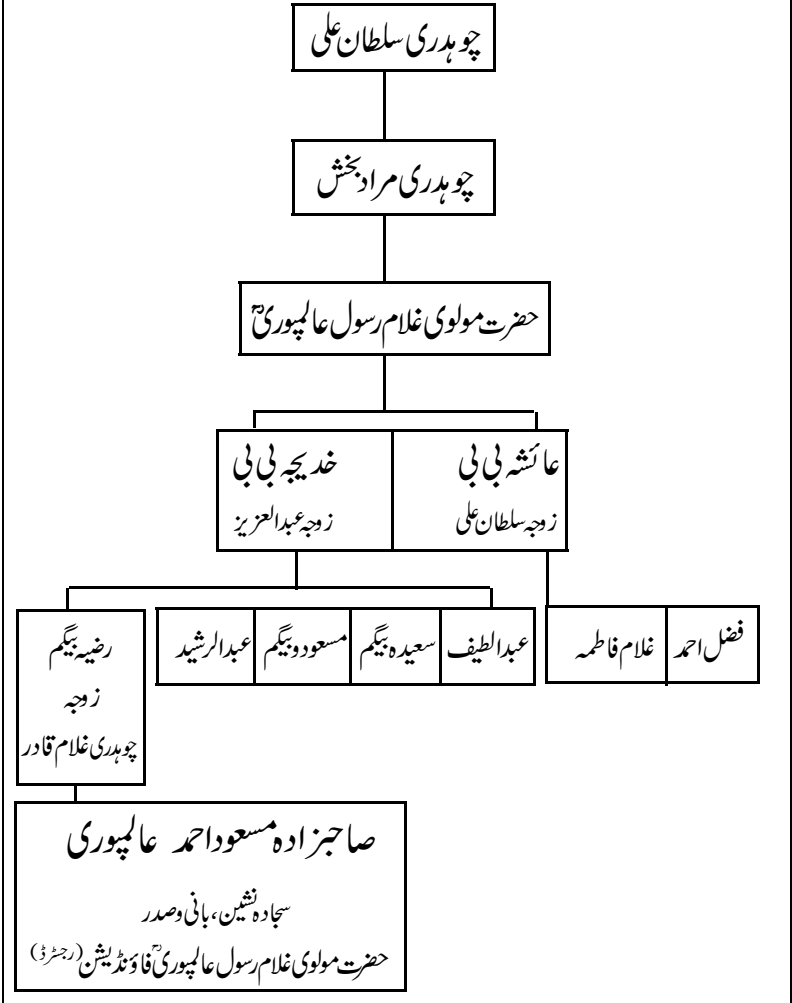 چوہدری سلطان علی
چوہدری مراد بخش
حضرت مولوی غلام رسول عالمپوریؒ
عائشہ بی بی
زوجہ سلطان علی
خدیجہ بی بی
زوجہ عبدالعزیز
فضل احمد
غلام فاطمہ
عبدالطیف
سعیدہ بیگم
مسعودو بیگم
عبدالرشید
رضیہ بیگم
زوجہ
چوہدری غلام قادر
صاحبزادہ مسعود احمد عالمپوری
سجادہ نشین، بانی و صدر
حضرت مولوی غلام رسول عالمپوریؒ فاؤنڈیشن (رجسٹرڈ)